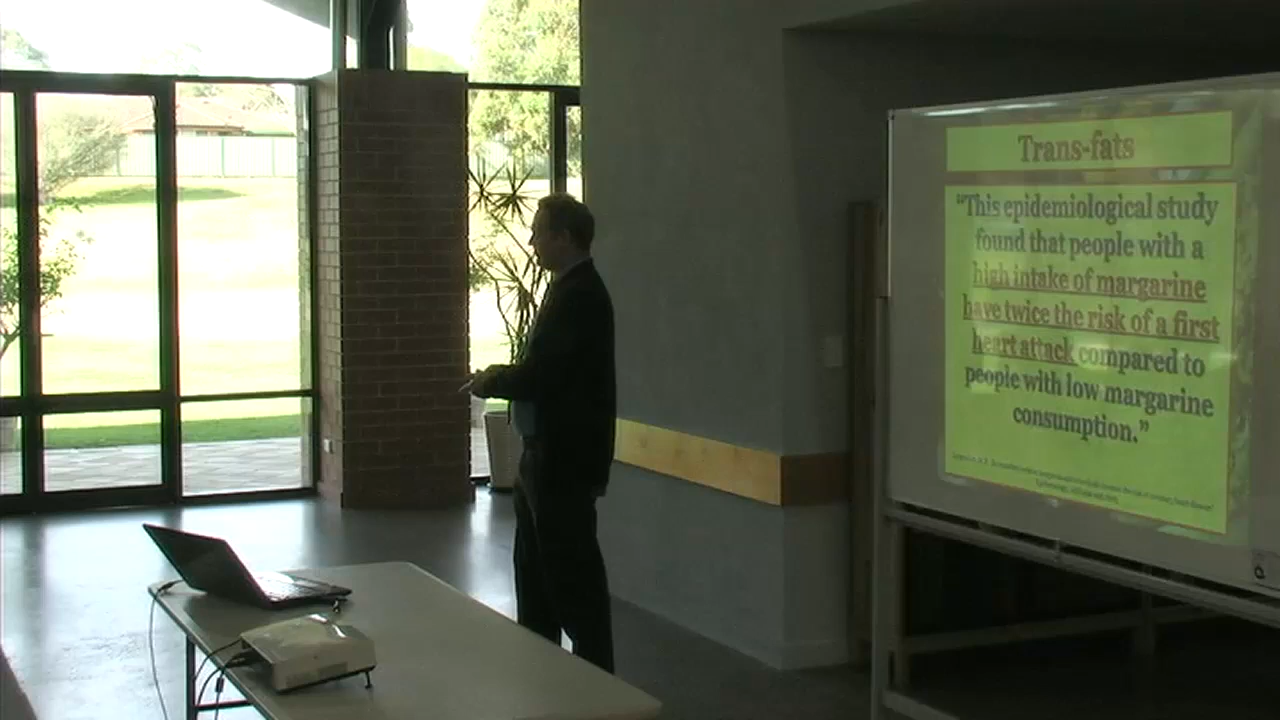 Trans-fats
“This epidemiological study
found that people with a
high intake of margarine
have twice the risk of a first
heart attack compared to
people with low margarine
consumption.”